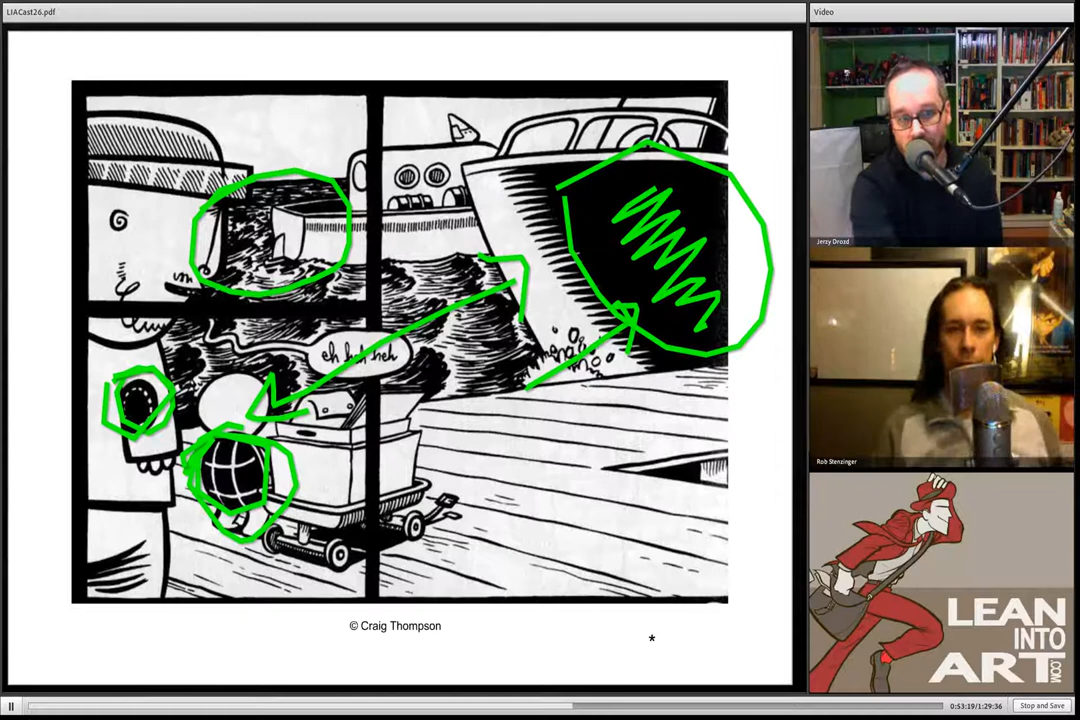 LIACast26.pdf
Video
eh heh heh
© Craig Thompson
*
Jerzy Drozd
Rob Stenzinger
LEAN
INTO
ART
.COM
0:53:19/1:29:36
Stop and Save